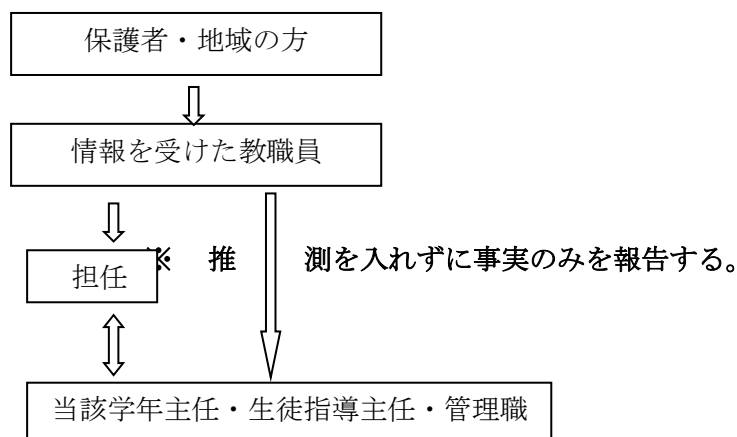 保護者・地域の方
情報を受けた教職員
※　推　測を入れずに事実のみを報告する。
担任
当該学年主任・生徒指導主任・管理職